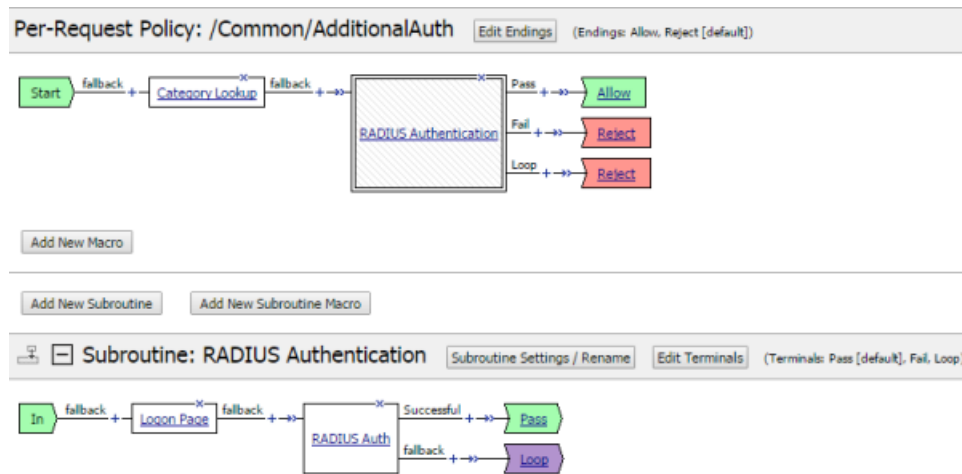 Per-Request Policy: /Common/AdditionalAuth Edit Endings (Endings: Allow, Reject [default])
Start fallback + Category Lookup fallback + RADIUS Authentication Pass + Allow
Fail + Reject
Loop + Reject
Add New Macro
Add New Subroutine Add New Subroutine Macro
Subroutine: RADIUS Authentication Subroutine Settings / Rename Edit Terminals (Terminals: Pass [default], Fail, Loop)
In fallback + Logon Page fallback + RADIUS Auth Successful + Pass
fallback + Loop